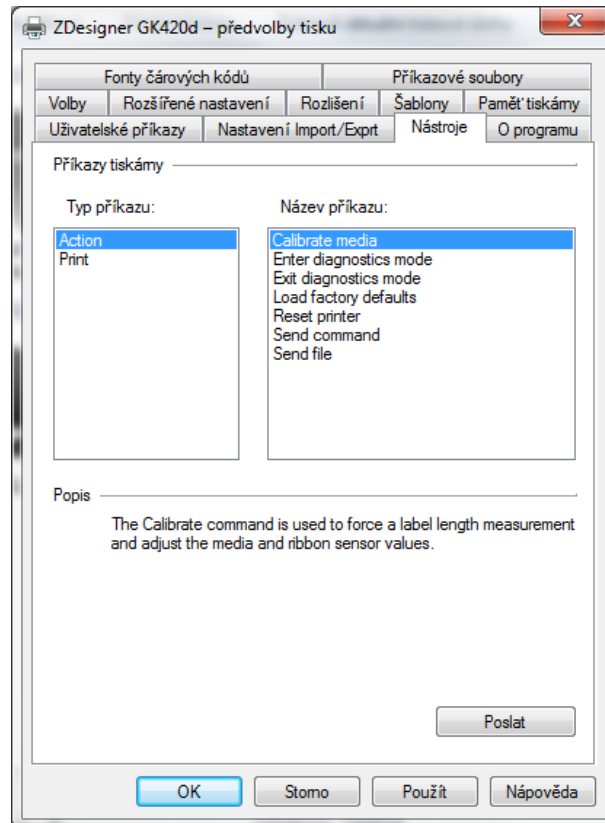 ZDesigner GK420d – předvolby tisku
Fonty čárových kódů Příkazové soubory
Volby Rozšířené nastavení Rozlišení Šablony Paměť tiskárny
Uživatelské příkazy Nastavení Import/Exprt Nástroje O programu
Příkazy tiskárny
Typ příkazu: Název příkazu:
Action Calibrate media
Print Enter diagnostics mode
Exit diagnostics mode
Load factory defaults
Reset printer
Send command
Send file
Popis
The Calibrate command is used to force a label length measurement
and adjust the media and ribbon sensor values.
Poslat
OK Storno Použít Nápověda